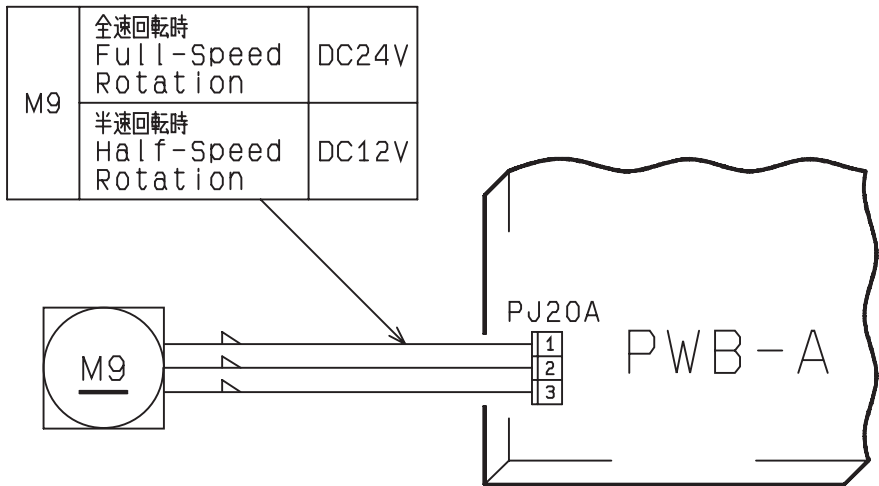 M9
全速回転時
Full-Speed
Rotation
DC24V
半速回転時
Half-Speed
Rotation
DC12V
PJ20A
1
2
3
M9
PWB-A